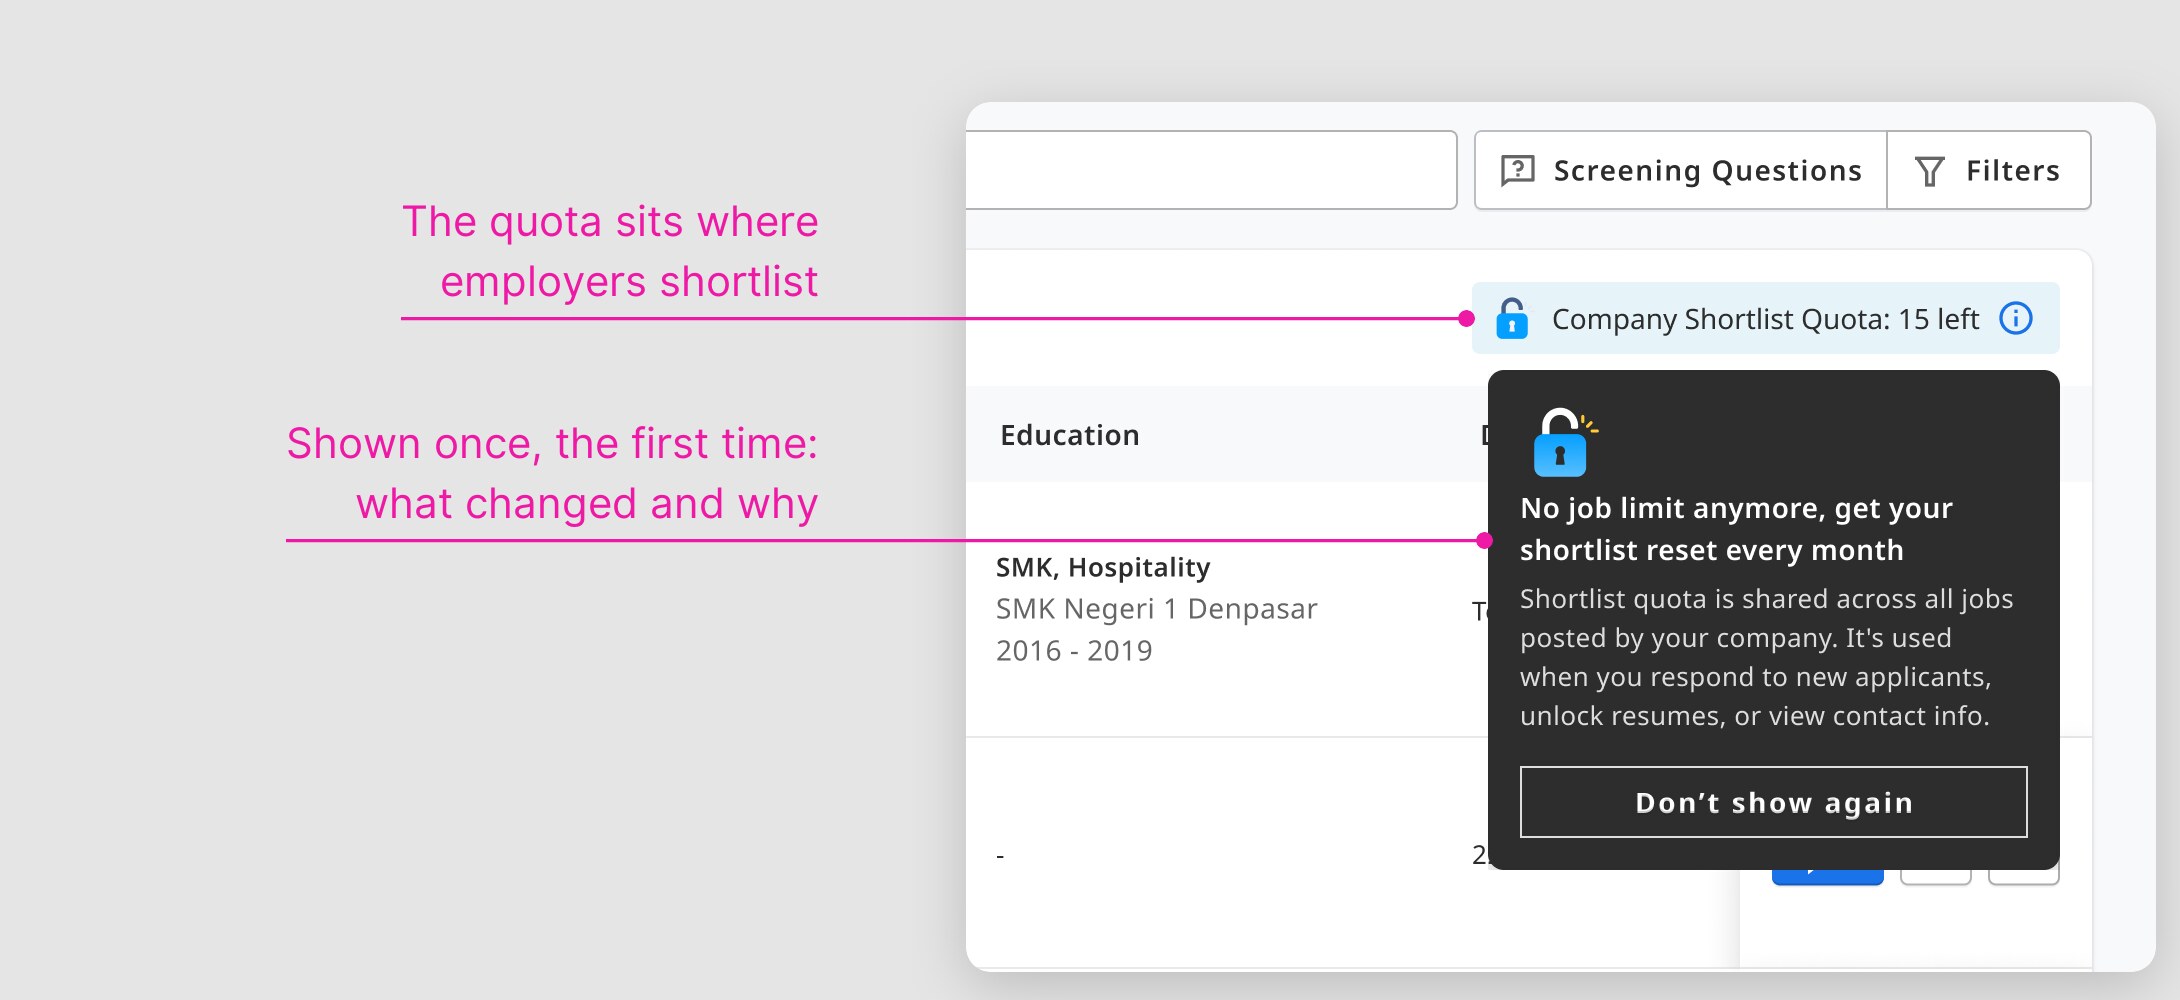 The quota sits where
employers shortlist
Shown once, the first time:
what changed and why
Screening Questions
Filters
Company Shortlist Quota: 15 left
Education
SMK, Hospitality
SMK Negeri 1 Denpasar
2016 - 2019
-
No job limit anymore, get your
shortlist reset every month
Shortlist quota is shared across all jobs
posted by your company. It's used
when you respond to new applicants,
unlock resumes, or view contact info.
Don’t show again